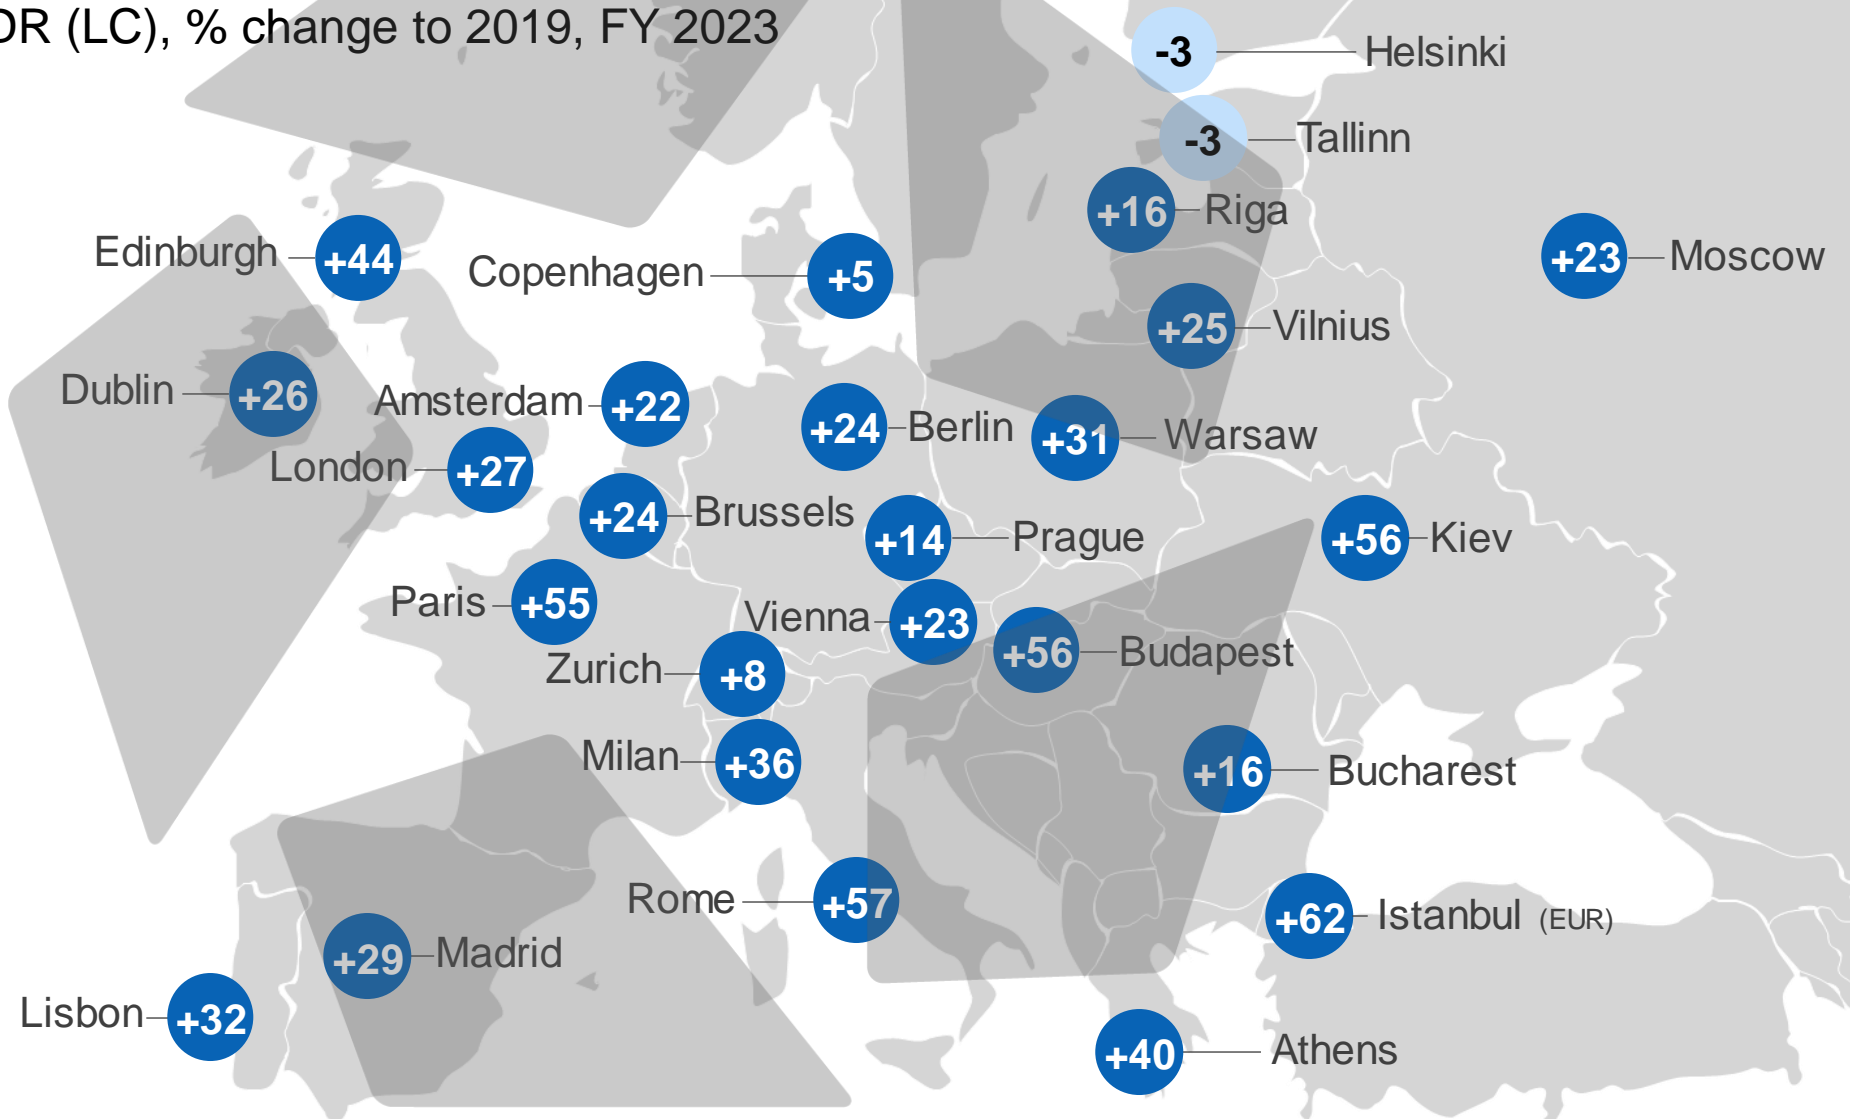 DR (LC), % change to 2019, FY 2023
-3 Helsinki
-3 Tallinn
+16 Riga
Edinburgh +44
Copenhagen +5
+23 Moscow
+25 Vilnius
Dublin +26
Amsterdam +22
+24 Berlin
+31 Warsaw
London +27
+24 Brussels
+14 Prague
+56 Kiev
Paris +55
Vienna +23
+56 Budapest
Zurich +8
Milan +36
+16 Bucharest
Rome +57
+62 Istanbul (EUR)
+29 Madrid
Lisbon +32
+40 Athens